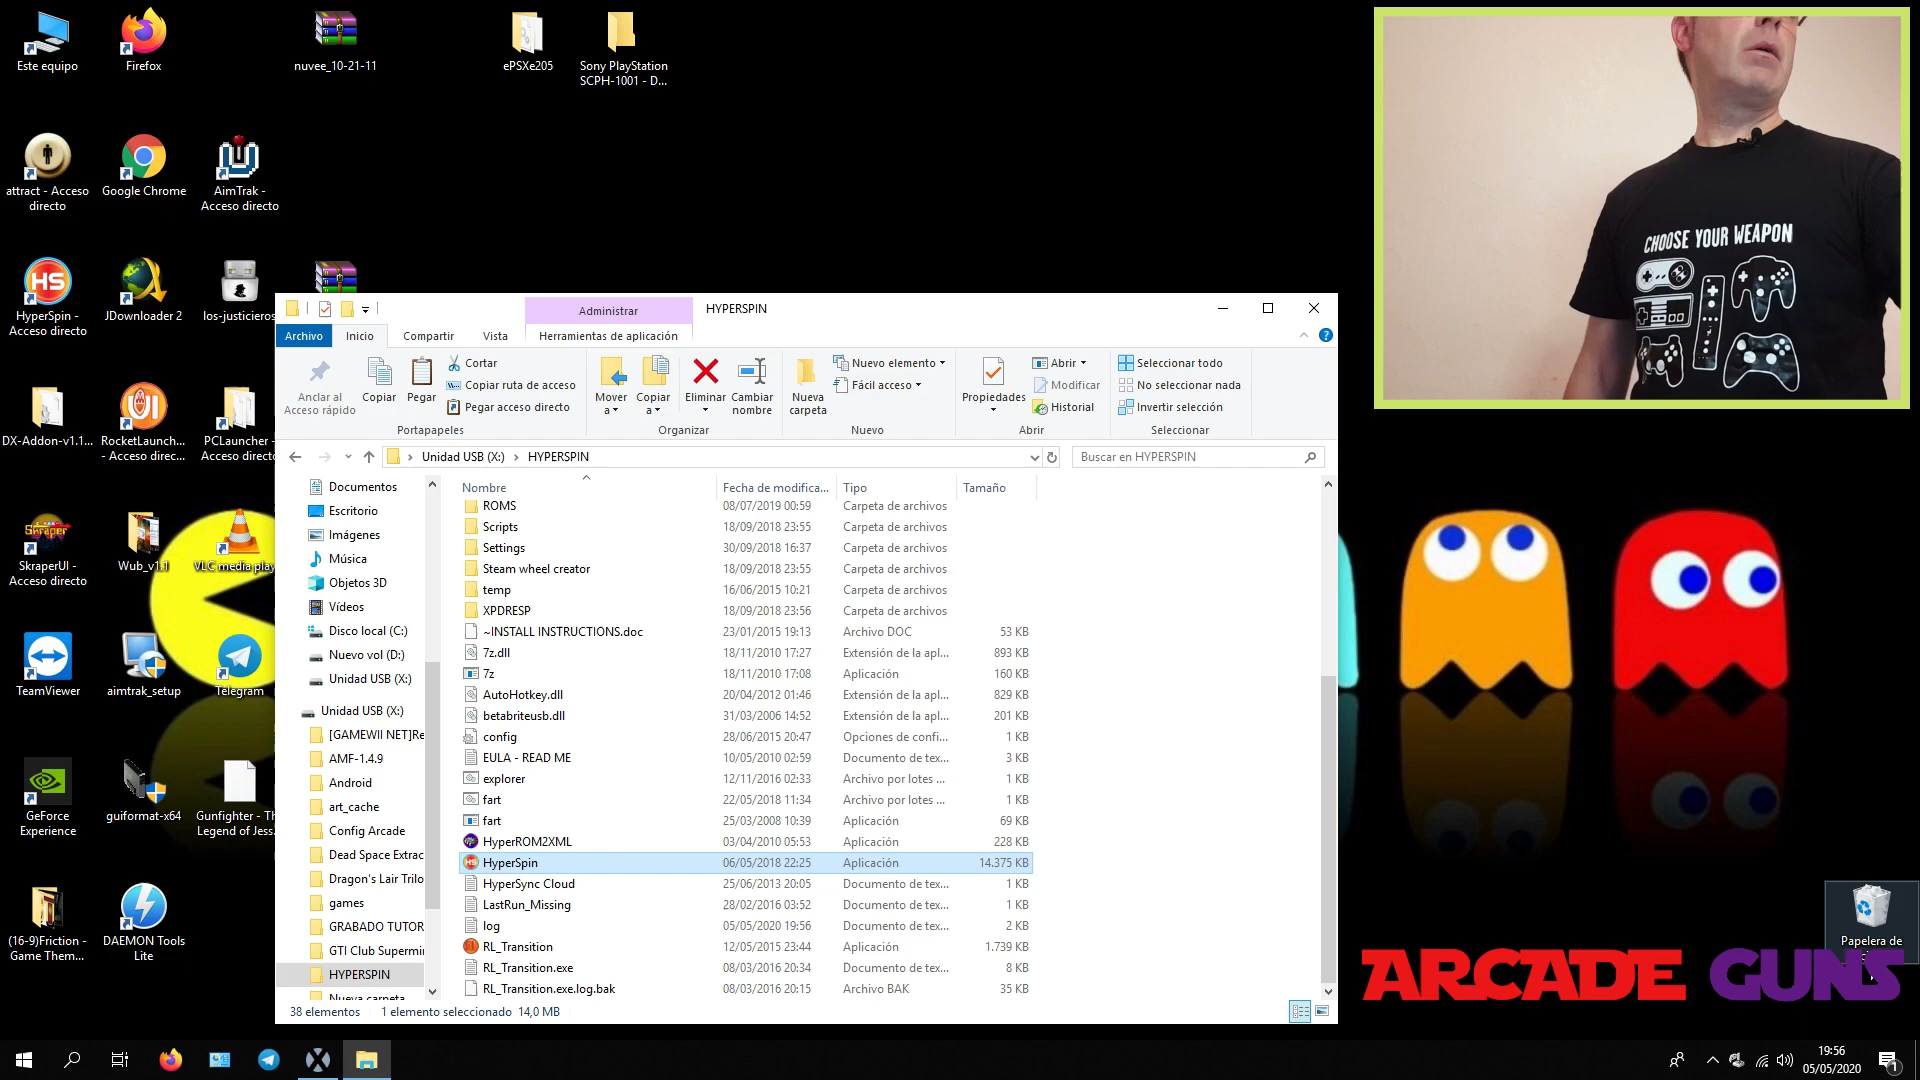 Este equipo
Firefox
nuvee_10-21-11
ePSXe205
Sony PlayStation
SCPH-1001 - D...
attract - Acceso
directo
Google Chrome
AimTrak -
Acceso directo
HyperSpin -
Acceso directo
JDownloader 2
los-justicieros
DX-Addon-v1.1...
RocketLaunch...
- Acceso direc...
PCLauncher -
Acceso directo
SkraperUI -
Acceso directo
Wub_v1.1
VLC media play
TeamViewer
aimtrak_setup
Telegram
GeForce
Experience
guiformat-x64
Gunfighter - Th
Legend of Jess.
(16-9)Friction -
Game Them...
DAEMON Tools
Lite
CHOOSE YOUR WEAPON
Administrar
HYPERSPIN
Archivo
Inicio
Compartir
Vista
Herramientas de aplicación
Anclar al
Acceso rápido
Copiar
Pegar
Cortar
Copiar ruta de acceso
Pegar acceso directo
Portapapeles
Mover
a
Copiar
a
Eliminar
Cambiar
nombre
Organizar
Nueva
carpeta
Nuevo elemento
Fácil acceso
Nuevo
Propiedades
Abrir
Modificar
Historial
Abrir
Seleccionar todo
No seleccionar nada
Invertir selección
Seleccionar
Unidad USB (X:) › HYPERSPIN
Buscar en HYPERSPIN
Documentos
Escritorio
Imágenes
Música
Objetos 3D
Vídeos
Disco local (C:)
Nuevo vol (D:)
Unidad USB (X:)
Unidad USB (X:)
[GAMEWII NET]Re
AMF-1.4.9
Android
art_cache
Config Arcade
Dead Space Extrac
Dragon's Lair Trilo
games
GRABADO TUTOR
GTI Club Supermin
HYPERSPIN
Nueva carpeta
Nombre Fecha de modifica... Tipo Tamaño
ROMS 08/07/2019 00:59 Carpeta de archivos
Scripts 18/09/2018 23:55 Carpeta de archivos
Settings 30/09/2018 16:37 Carpeta de archivos
Steam wheel creator 18/09/2018 23:55 Carpeta de archivos
temp 16/06/2015 10:21 Carpeta de archivos
XPDRESP 18/09/2018 23:56 Carpeta de archivos
~INSTALL INSTRUCTIONS.doc 23/01/2015 19:13 Archivo DOC 53 KB
7z.dll 18/11/2010 17:27 Extensión de la apl... 893 KB
7z 18/11/2010 17:08 Aplicación 160 KB
AutoHotkey.dll 20/04/2012 01:46 Extensión de la apl... 829 KB
betabriteusb.dll 31/03/2006 14:52 Extensión de la apl... 201 KB
config 28/06/2015 20:47 Opciones de confi... 1 KB
EULA - READ ME 10/05/2010 02:59 Documento de tex... 3 KB
explorer 12/11/2016 02:33 Archivo por lotes ... 1 KB
fart 22/05/2018 11:34 Archivo por lotes ... 1 KB
fart 25/03/2008 10:39 Aplicación 69 KB
HyperROM2XML 03/04/2010 05:53 Aplicación 228 KB
HyperSpin 06/05/2018 22:25 Aplicación 14.375 KB
HyperSync Cloud 25/06/2013 20:05 Documento de tex... 1 KB
LastRun_Missing 28/02/2016 03:52 Documento de tex... 1 KB
log 05/05/2020 19:56 Documento de tex... 2 KB
RL_Transition 12/05/2015 23:44 Aplicación 1.739 KB
RL_Transition.exe 08/03/2016 20:34 Documento de tex... 8 KB
RL_Transition.exe.log.bak 08/03/2016 20:15 Archivo BAK 35 KB
38 elementos 1 elemento seleccionado 14,0 MB
Papelera de
ARCADE GUNS
19:56
05/05/2020